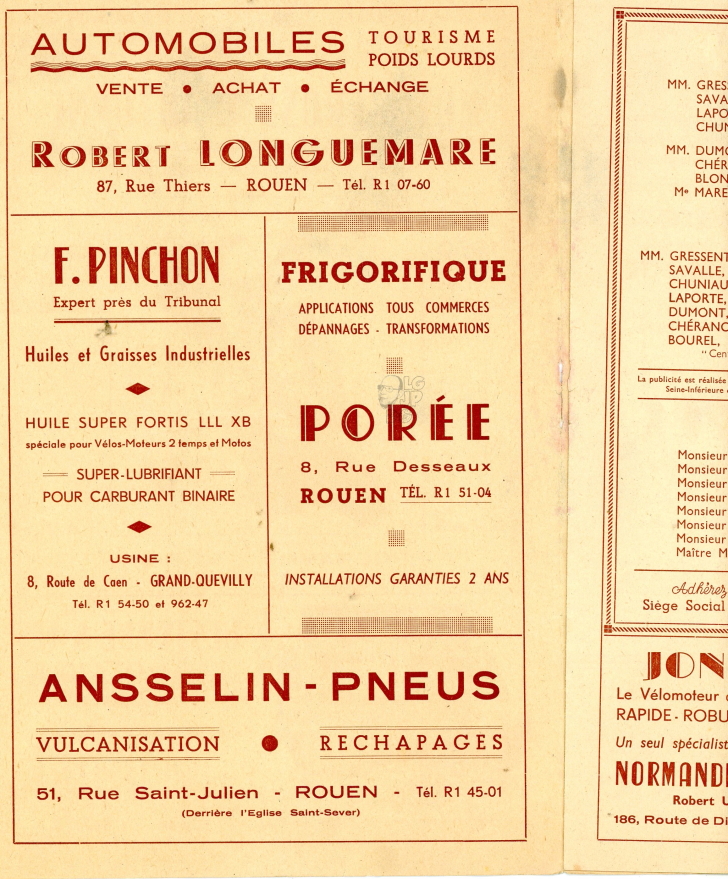 AUTOMOBILES TOURISME
POIDS LOURDS
VENTE • ACHAT • ÉCHANGE
ROBERT LONGUEMARE
87, Rue Thiers — ROUEN — Tél. R1 07-60
F. PINCHON
Expert près du Tribunal
Huiles et Graisses Industrielles
HUILE SUPER FORTIS LLL XB
spéciale pour Vélos-Moteurs 2 temps et Motos
SUPER-LUBRIFIANT
POUR CARBURANT BINAIRE
USINE :
8, Route de Caen - GRAND-QUEVILLY
Tél. R1 54-50 et 962-47
FRIGORIFIQUE
APPLICATIONS TOUS COMMERCES
DÉPANNAGES - TRANSFORMATIONS
PORÉE
8, Rue Desseaux
ROUEN TÉL. R1 51-04
INSTALLATIONS GARANTIES 2 ANS
ANSSELIN - PNEUS
VULCANISATION • RECHAPAGES
51, Rue Saint-Julien - ROUEN - Tél. R1 45-01
(Derrière l'Eglise Saint-Sever)
MM. GRES
SAVA
LAPO
CHUN
MM. DUMO
CHÉR
BLON
Me MARE
MM. GRESSENT
SAVALLE,
CHUNIAU
LAPORTE,
DUMONT,
CHÉRANC
BOUREL,
" Cen
La publicité est réalisée
Seine-Inférieure
Monsieur
Monsieur
Monsieur
Monsieur
Monsieur
Monsieur
Monsieur
Maître M
Adhérez
Siège Social
JON
Le Vélomoteur
RAPIDE - ROBU
Un seul spécialist
NORMANDI
Robert
186, Route de Di